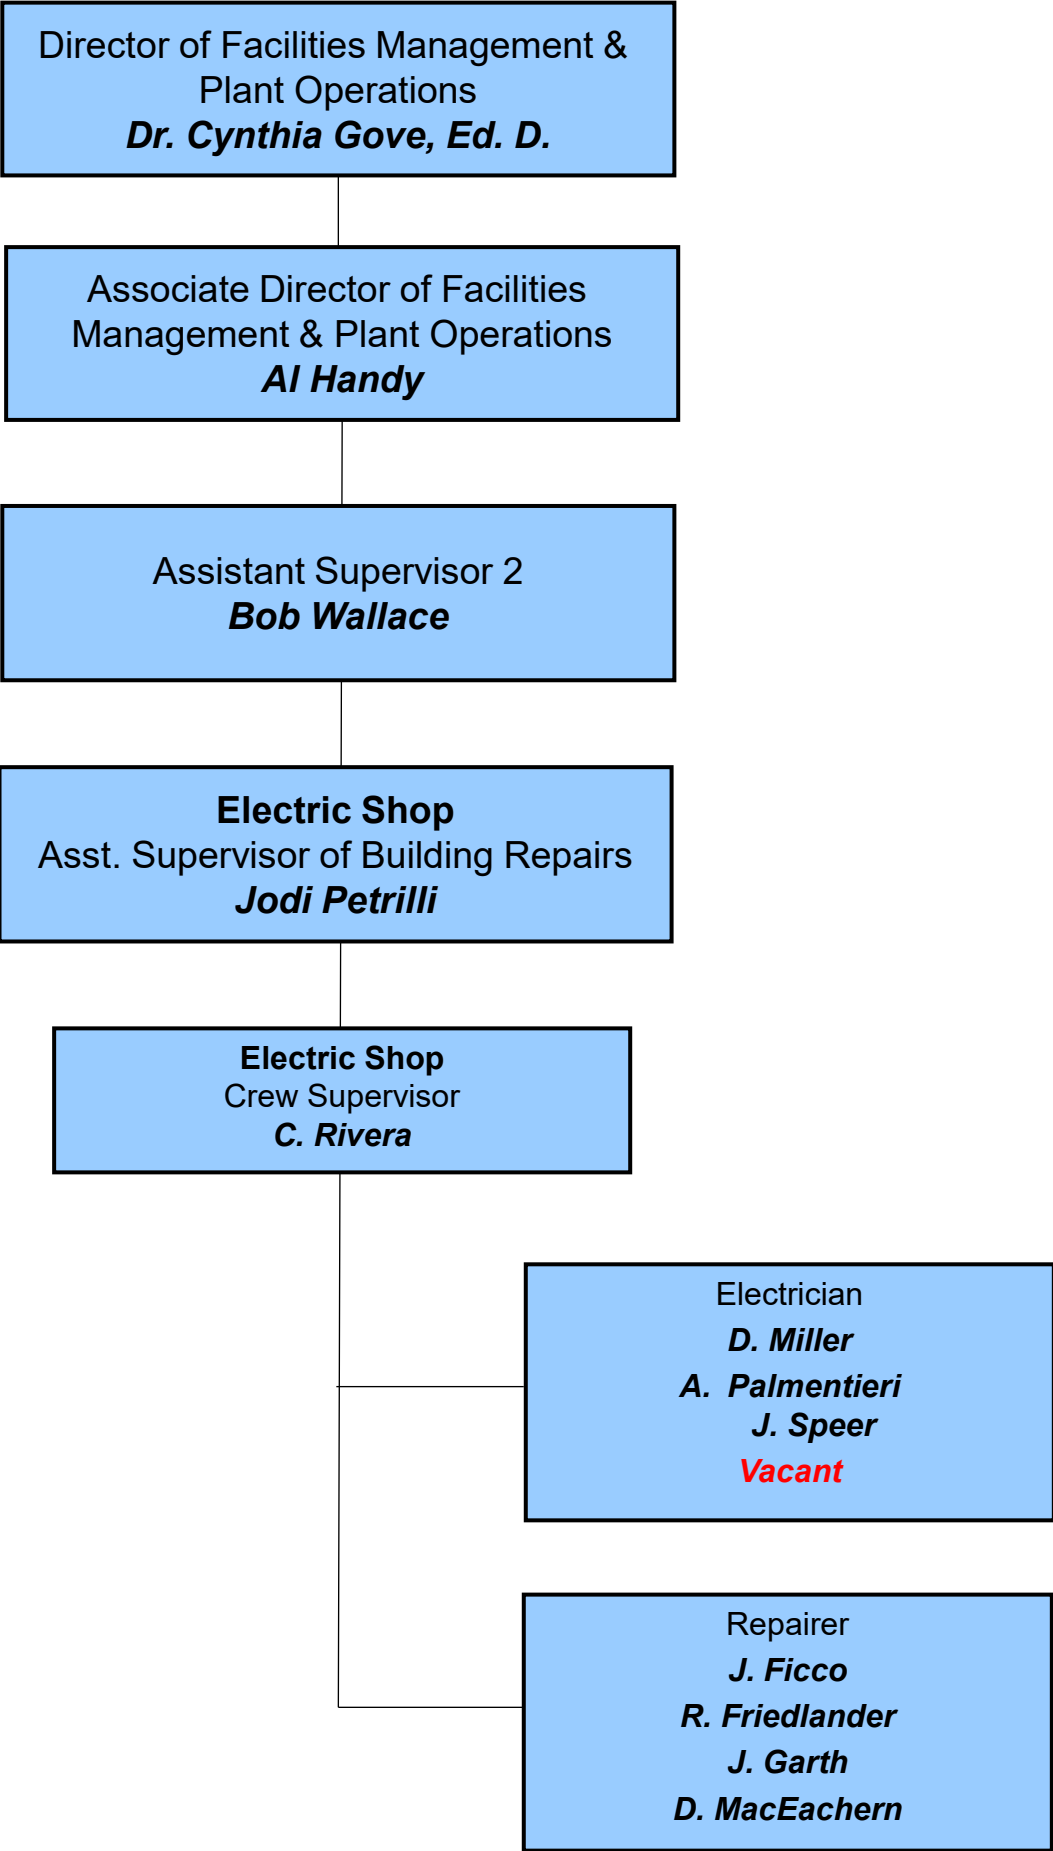 Director of Facilities Management &
Plant Operations
Dr. Cynthia Gove, Ed. D.
Associate Director of Facilities
Management & Plant Operations
Al Handy
Assistant Supervisor 2
Bob Wallace
Electric Shop
Asst. Supervisor of Building Repairs
Jodi Petrilli
Electric Shop
Crew Supervisor
C. Rivera
Electrician
D. Miller
A. Palmentieri
J. Speer
Vacant
Repairer
J. Ficco
R. Friedlander
J. Garth
D. MacEachern